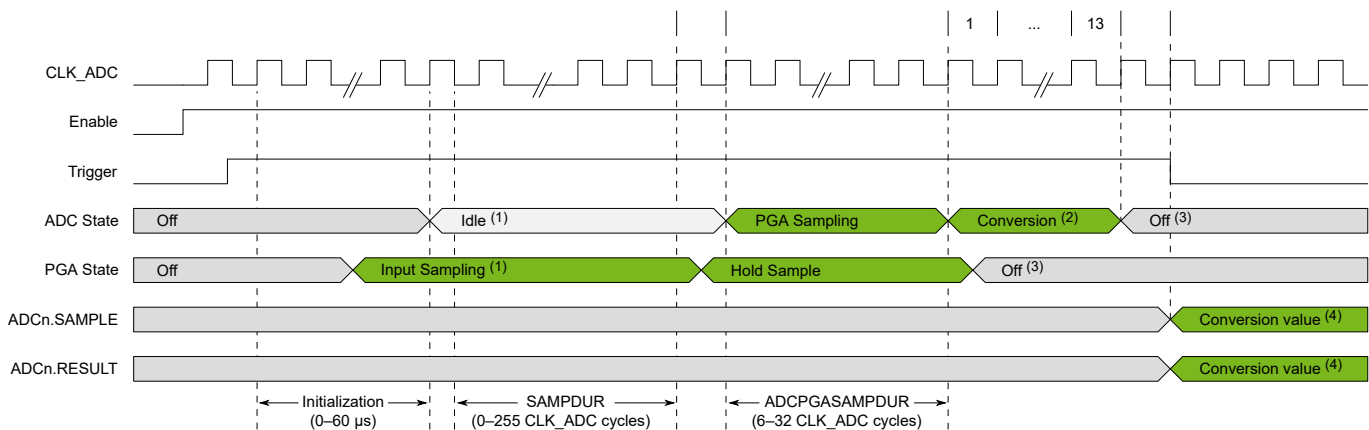 1 ... 13
CLK_ADC
Enable
Trigger
ADC State Off Idle (1) PGA Sampling Conversion (2) Off (3)
PGA State Off Input Sampling (1) Hold Sample Off (3)
ADCn.SAMPLE Conversion value (4)
ADCn.RESULT Conversion value (4)
Initialization SAMPDUR ADCPGASAMPDUR
(0–60 µs) (0–255 CLK_ADC cycles) (6–32 CLK_ADC cycles)